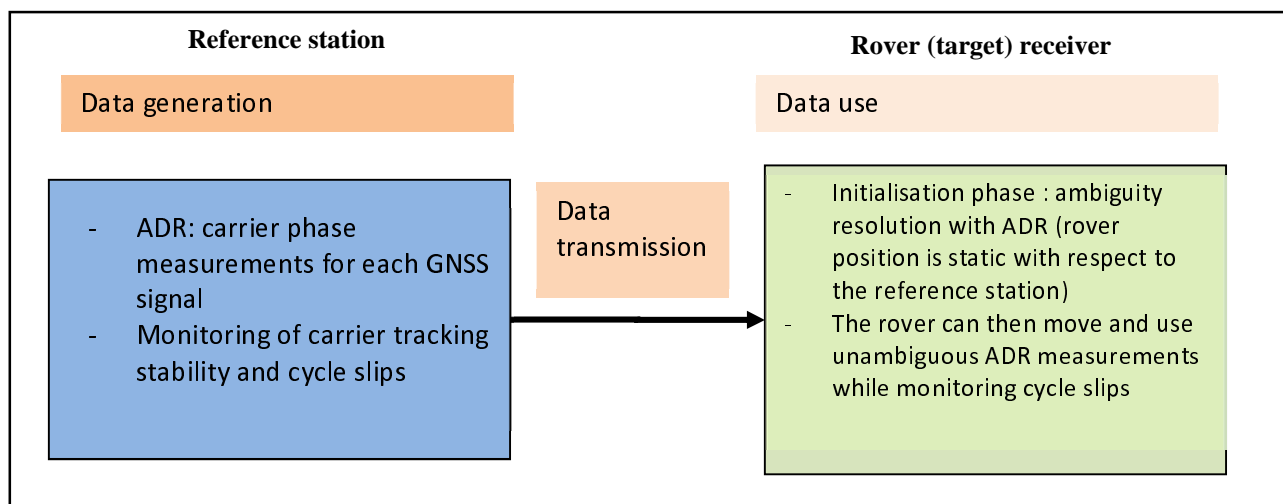 Reference station
Rover (target) receiver
Data generation
Data use
- ADR: carrier phase
measurements for each GNSS
signal
- Monitoring of carrier tracking
stability and cycle slips
Data
transmission
- Initialisation phase : ambiguity
resolution with ADR (rover
position is static with respect to
the reference station)
- The rover can then move and use
unambiguous ADR measurements
while monitoring cycle slips